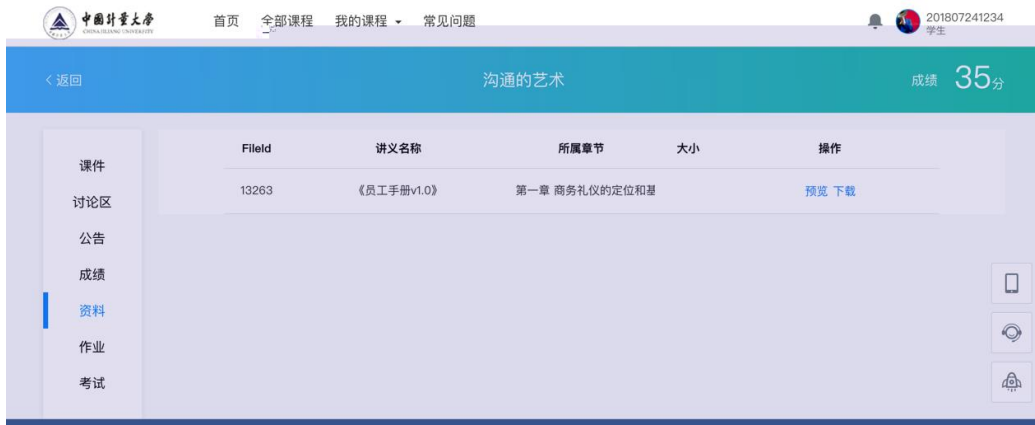 中国计量大学 首页 全部课程 我的课程 常见问题 201807241234
CHINA JILIANG UNIVERSITY 学生
< 返回 沟通的艺术 成绩 35分
FileId 讲义名称 所属章节 大小 操作
课件
13263 《员工手册v1.0》 第一章 商务礼仪的定位和基 预览 下载
讨论区
公告
成绩
资料
作业
考试